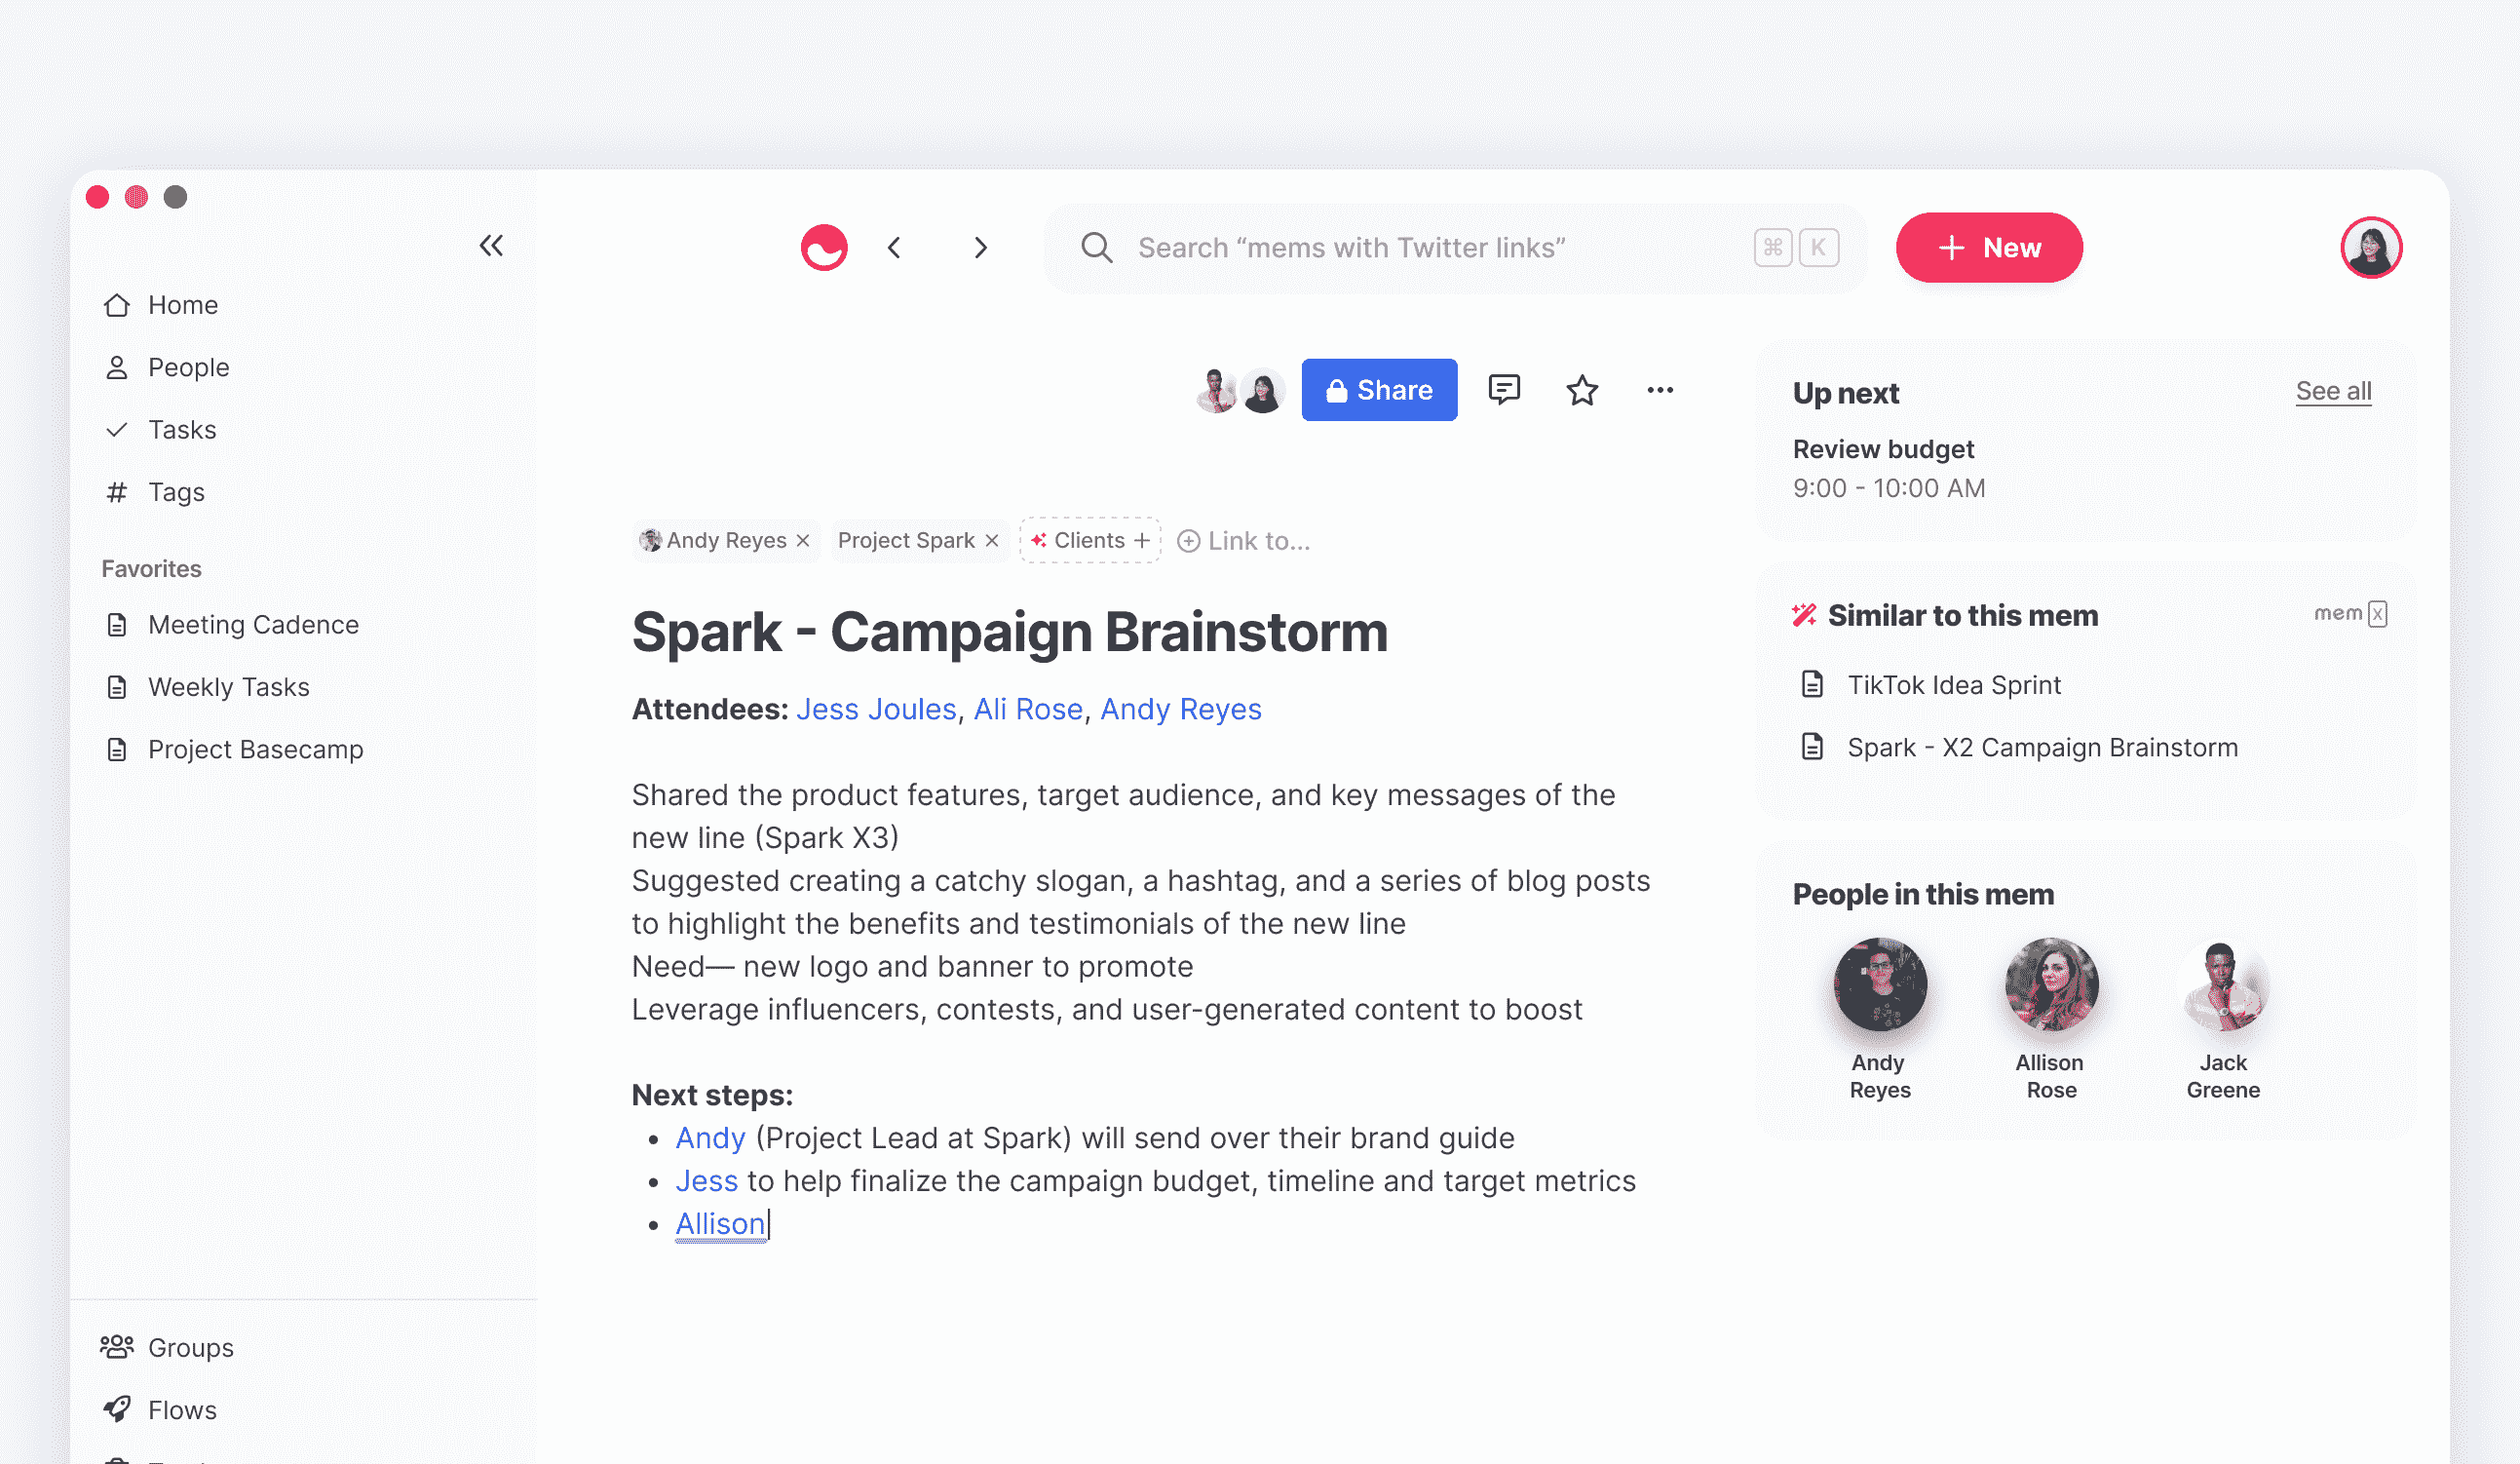 Home
People
Tasks
Tags
Favorites
Meeting Cadence
Weekly Tasks
Project Basecamp
Groups
Flows
Search “mems with Twitter links”
⌘ K
+ New
Share
Andy Reyes ×
Project Spark ×
Clients +
Link to...
Spark - Campaign Brainstorm
Attendees: Jess Joules, Ali Rose, Andy Reyes
Shared the product features, target audience, and key messages of the
new line (Spark X3)
Suggested creating a catchy slogan, a hashtag, and a series of blog posts
to highlight the benefits and testimonials of the new line
Need— new logo and banner to promote
Leverage influencers, contests, and user-generated content to boost
Next steps:
• Andy (Project Lead at Spark) will send over their brand guide
• Jess to help finalize the campaign budget, timeline and target metrics
• Allison
Up next
See all
Review budget
9:00 - 10:00 AM
Similar to this mem
mem X
TikTok Idea Sprint
Spark - X2 Campaign Brainstorm
People in this mem
Andy
Reyes
Allison
Rose
Jack
Greene